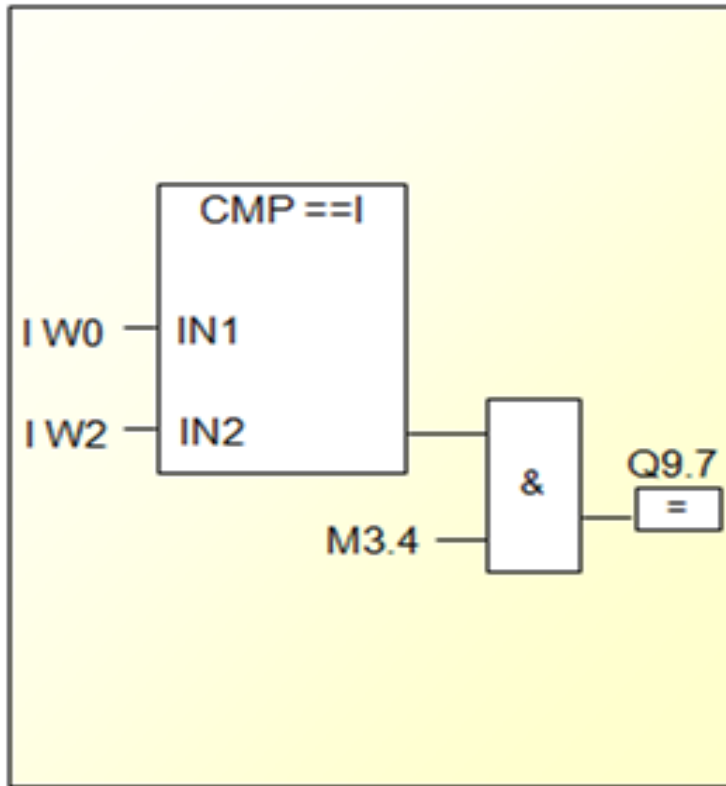 CMP ==I
I W0 IN1
I W2 IN2
Q9.7
&
=
M3.4